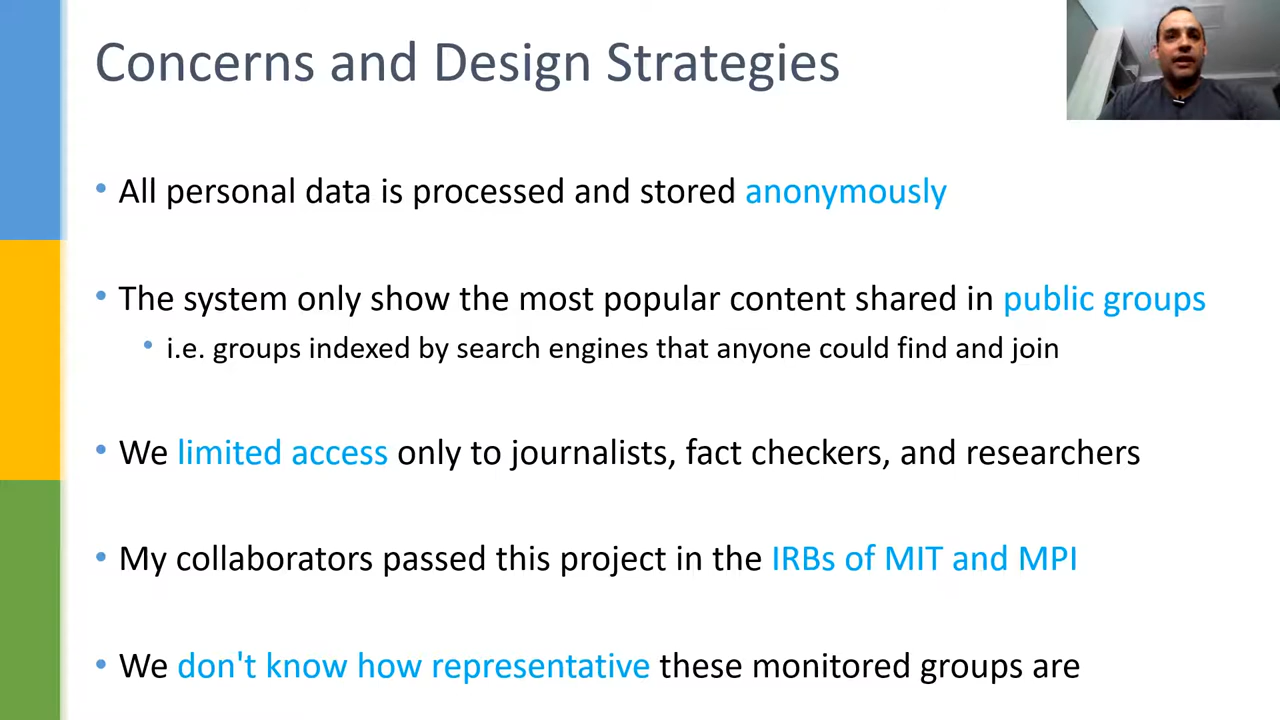 Concerns and Design Strategies
• All personal data is processed and stored anonymously
• The system only show the most popular content shared in public groups
• i.e. groups indexed by search engines that anyone could find and join
• We limited access only to journalists, fact checkers, and researchers
• My collaborators passed this project in the IRBs of MIT and MPI
• We don't know how representative these monitored groups are